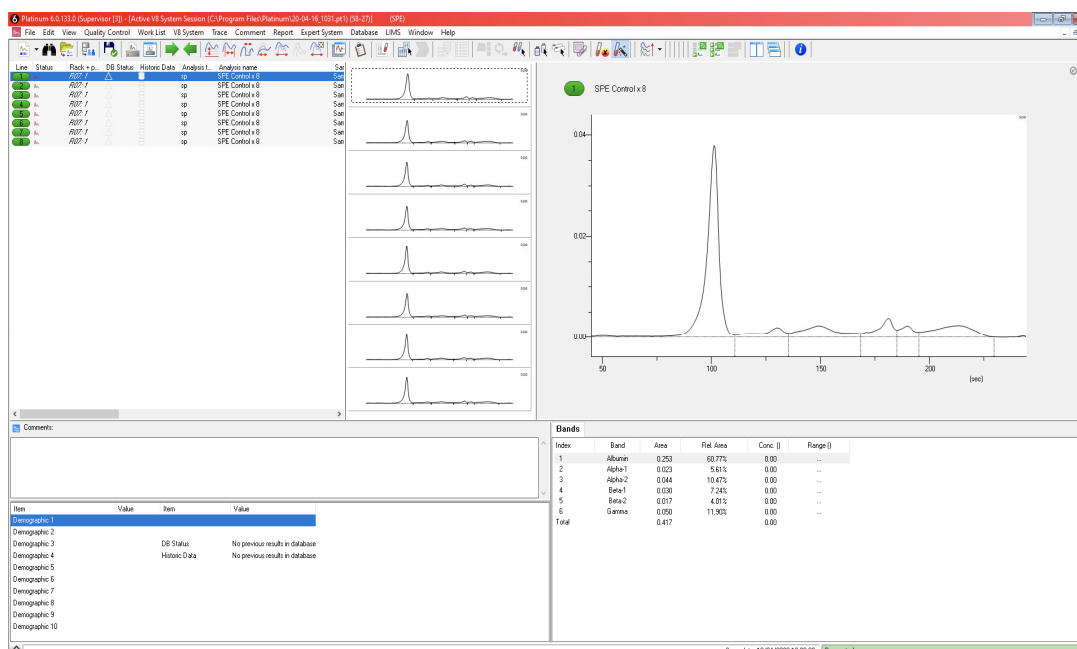 Platinum 6.0.133.0 (Supervisor [3]) - [Active V8 System Session (C:\Program Files\Platinum\20-04-16_1031.pt1) (S8-27)] (SPE)
File Edit View Quality Control Work List V8 System Trace Comment Report Expert System Database LIMS Window Help
Line Status Rack + p... DB Status Historic Data Analysis t... Analysis name Sar
1 R07: 1 sp SPE Control x 8 San
2 R07: 1 sp SPE Control x 8 San
3 R07: 1 sp SPE Control x 8 San
4 R07: 1 sp SPE Control x 8 San
5 R07: 1 sp SPE Control x 8 San
6 R07: 1 sp SPE Control x 8 San
7 R07: 1 sp SPE Control x 8 San
8 R07: 1 sp SPE Control x 8 San
1 SPE Control x 8
0.04
0.02
0.00
50 100 150 200
(sec)
Comments:
Item Value Item Value
Demographic 1
Demographic 2
Demographic 3 DB Status No previous results in database
Demographic 4 Historic Data No previous results in database
Demographic 5
Demographic 6
Demographic 7
Demographic 8
Demographic 9
Demographic 10
Bands
Index Band Area Rel. Area Conc. () Range ()
1 Albumin 0.253 60.77% 0.00 ...
2 Alpha-1 0.023 5.61% 0.00 ...
3 Alpha-2 0.044 10.47% 0.00 ...
4 Beta-1 0.030 7.24% 0.00 ...
5 Beta-2 0.017 4.01% 0.00 ...
6 Gamma 0.050 11.90% 0.00 ...
Total 0.417 0.00